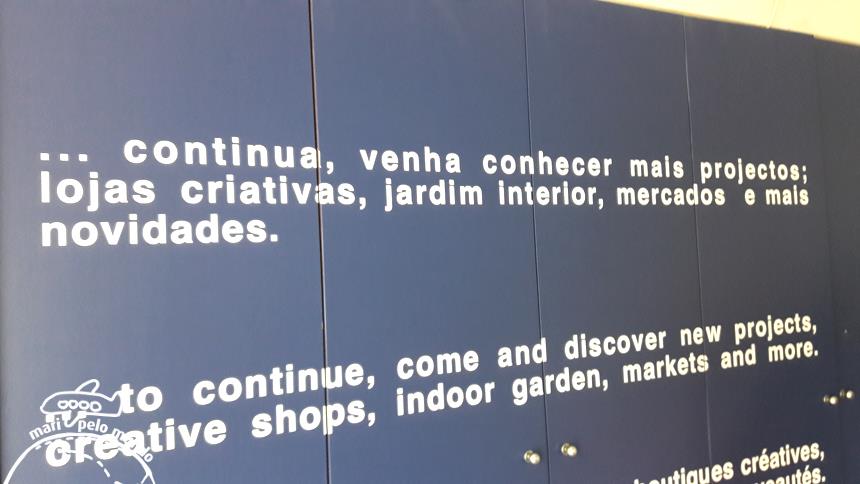 ... continua, venha conhecer mais projectos;
lojas criativas, jardim interior, mercados e mais
novidades.
to continue, come and discover new projects,
creative shops, indoor garden, markets and more.
boutiques créatives,
mari pelo mundo